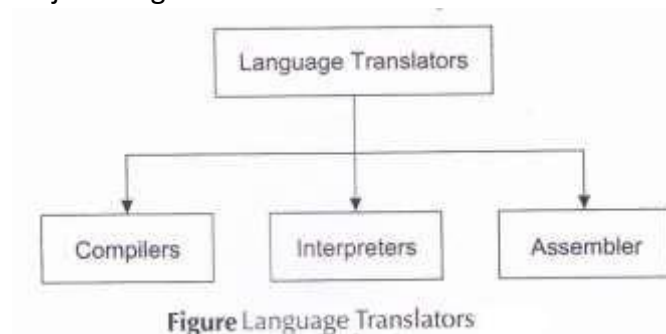 Language Translators
Compilers
Interpreters
Assembler
Figure Language Translators